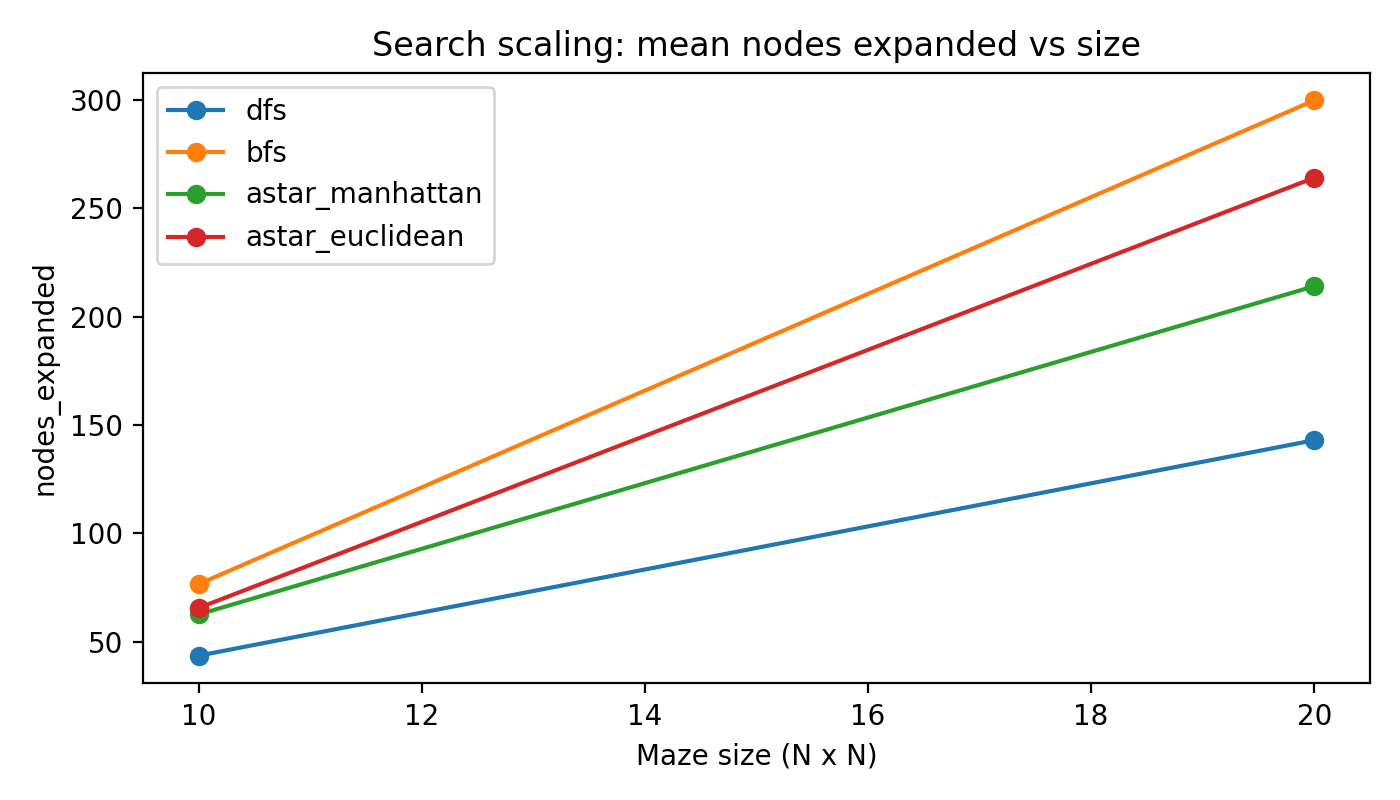 Search scaling: mean nodes expanded vs size
dfs
bfs
astar_manhattan
astar_euclidean
nodes_expanded
300
250
200
150
100
50
10
12
14
16
18
20
Maze size (N x N)